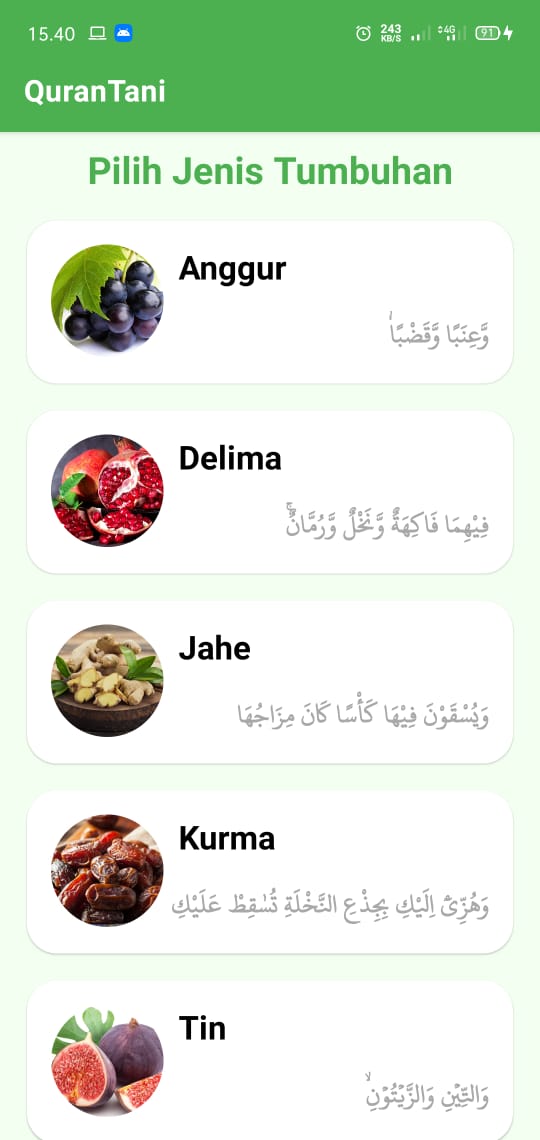 15.40
243
KB/S
4G
91
QuranTani
Pilih Jenis Tumbuhan
Anggur
وَّعِنَبًا وَّقَضْبًاۙ
Delima
فِيْهِمَا فَاكِهَةٌ وَّنَخْلٌ وَّرُمَّانٌۚ
Jahe
وَيُسْقَوْنَ فِيْهَا كَأْسًا كَانَ مِزَاجُهَا
Kurma
وَهُزِّيْٓ اِلَيْكِ بِجِذْعِ النَّخْلَةِ تُسٰقِطْ عَلَيْكِ
Tin
وَالتِّيْنِ وَالزَّيْتُوْنِۙ